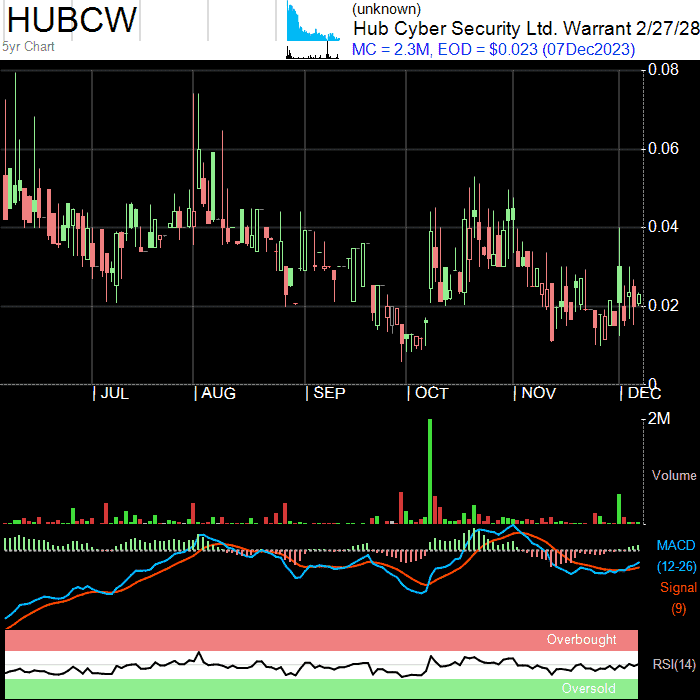 HUBCW
5yr Chart
(unknown)
Hub Cyber Security Ltd. Warrant 2/27/28
MC = 2.3M, EOD = $0.023 (07Dec2023)
0.08
0.06
0.04
0.02
0
JUL
AUG
SEP
OCT
NOV
DEC
2M
Volume
MACD
(12-26)
Signal
(9)
Overbought
RSI(14)
Oversold